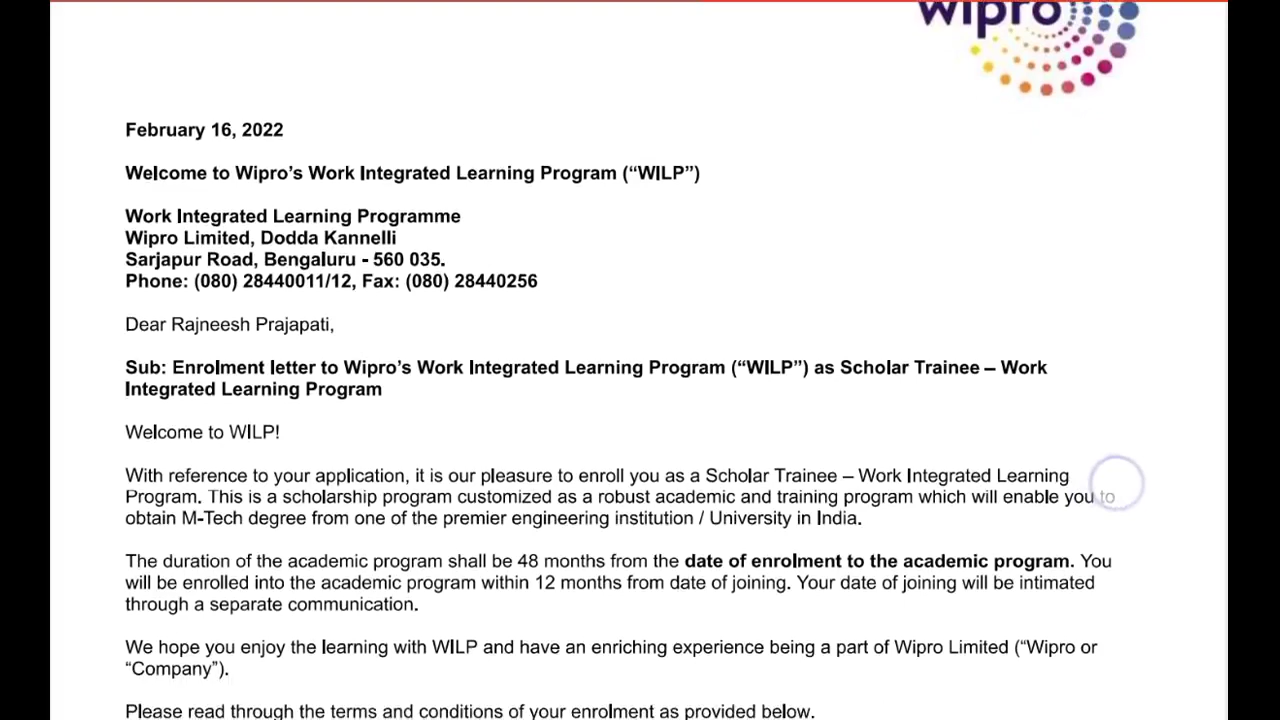 wipro
February 16, 2022
Welcome to Wipro’s Work Integrated Learning Program (“WILP”)
Work Integrated Learning Programme
Wipro Limited, Dodda Kannelli
Sarjapur Road, Bengaluru - 560 035.
Phone: (080) 28440011/12, Fax: (080) 28440256
Dear Rajneesh Prajapati,
Sub: Enrolment letter to Wipro’s Work Integrated Learning Program (“WILP”) as Scholar Trainee – Work
Integrated Learning Program
Welcome to WILP!
With reference to your application, it is our pleasure to enroll you as a Scholar Trainee – Work Integrated Learning
Program. This is a scholarship program customized as a robust academic and training program which will enable you to
obtain M-Tech degree from one of the premier engineering institution / University in India.
The duration of the academic program shall be 48 months from the date of enrolment to the academic program. You
will be enrolled into the academic program within 12 months from date of joining. Your date of joining will be intimated
through a separate communication.
We hope you enjoy the learning with WILP and have an enriching experience being a part of Wipro Limited (“Wipro or
“Company”).
Please read through the terms and conditions of your enrolment as provided below.